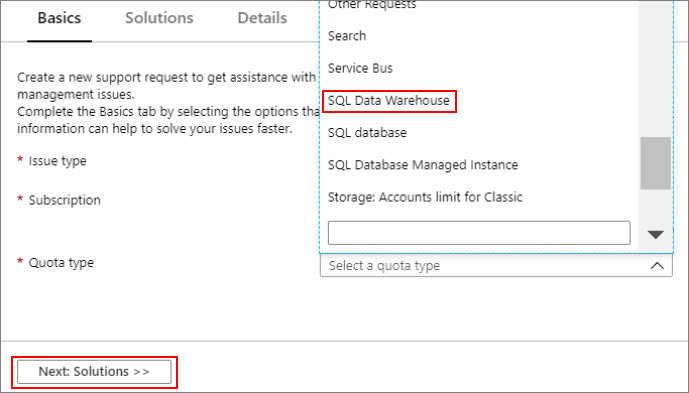 Basics
Solutions
Details
Create a new support request to get assistance with
management issues.
Complete the Basics tab by selecting the options tha
information can help to solve your issues faster.
* Issue type
* Subscription
* Quota type
Other Requests
Search
Service Bus
SQL Data Warehouse
SQL database
SQL Database Managed Instance
Storage: Accounts limit for Classic
Select a quota type
Next: Solutions >>